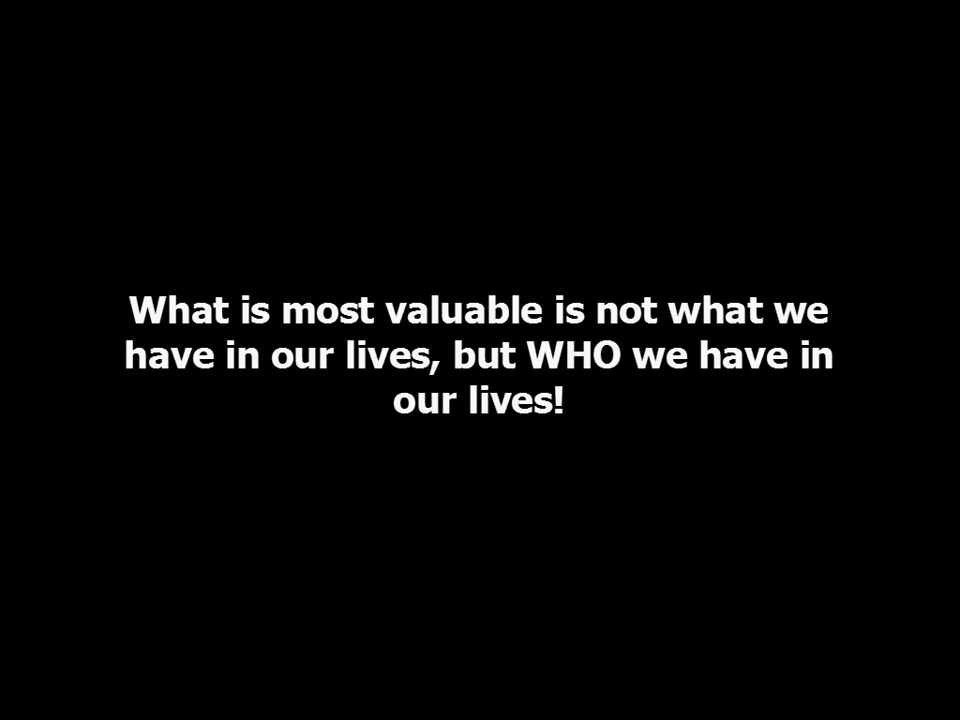 What is most valuable is not what we
have in our lives, but WHO we have in
our lives!